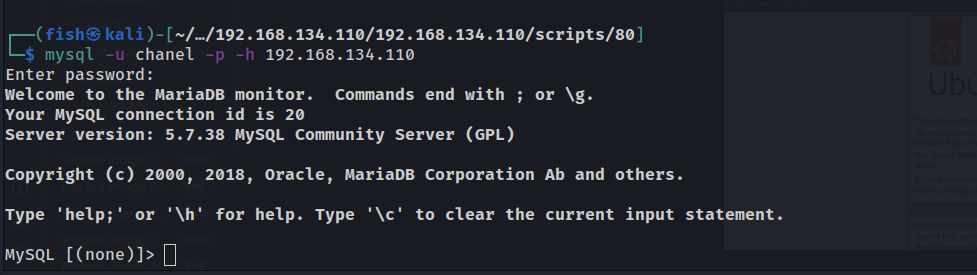 (fish㉿kali)-[~/…/192.168.134.110/192.168.134.110/scripts/80]
$ mysql -u chanel -p -h 192.168.134.110
Enter password:
Welcome to the MariaDB monitor.  Commands end with ; or \g.
Your MySQL connection id is 20
Server version: 5.7.38 MySQL Community Server (GPL)
Copyright (c) 2000, 2018, Oracle, MariaDB Corporation Ab and others.
Type 'help;' or '\h' for help. Type '\c' to clear the current input statement.
MySQL [(none)]>